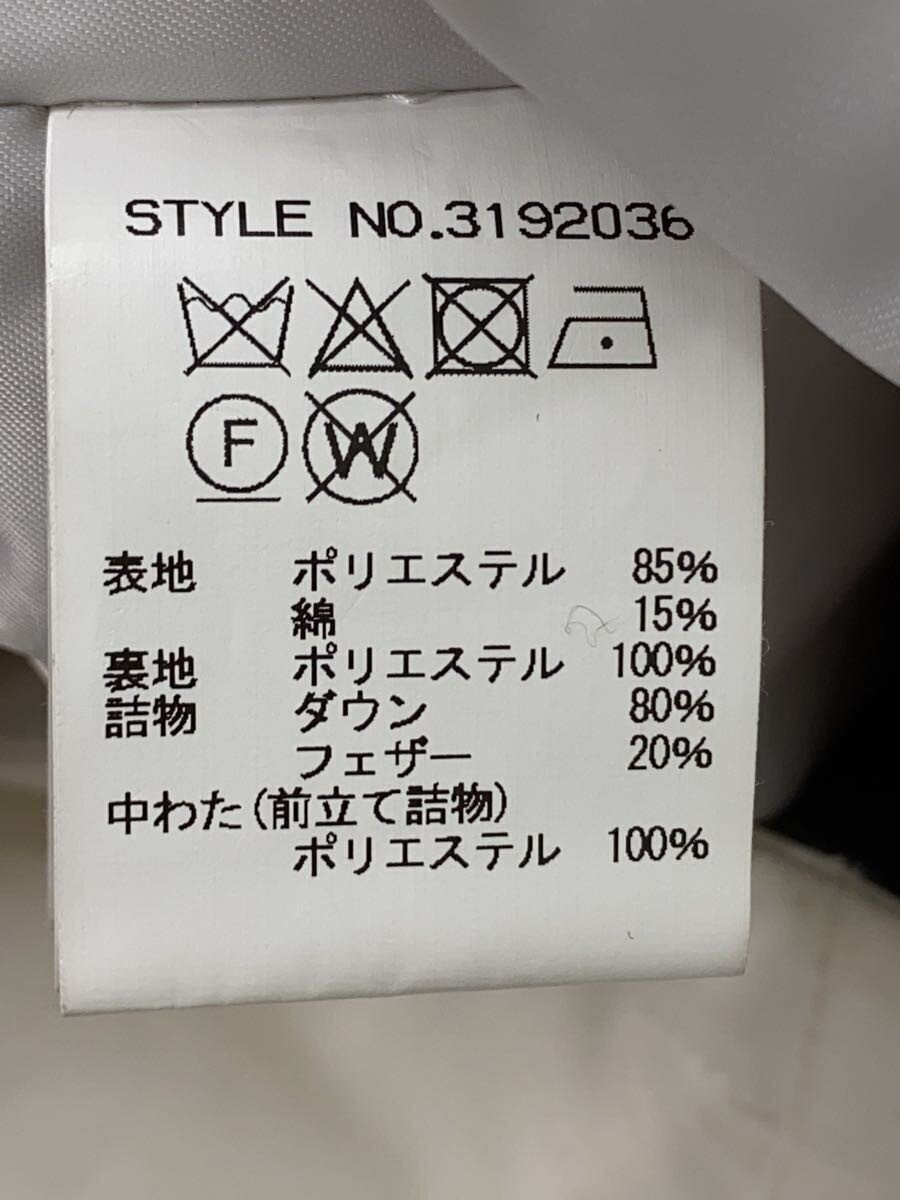 STYLE NO.3192036
F W
表地 ポリエステル 85%
綿 15%
裏地 ポリエステル 100%
詰物 ダウン 80%
フェザー 20%
中わた(前立て詰物)
ポリエステル 100%